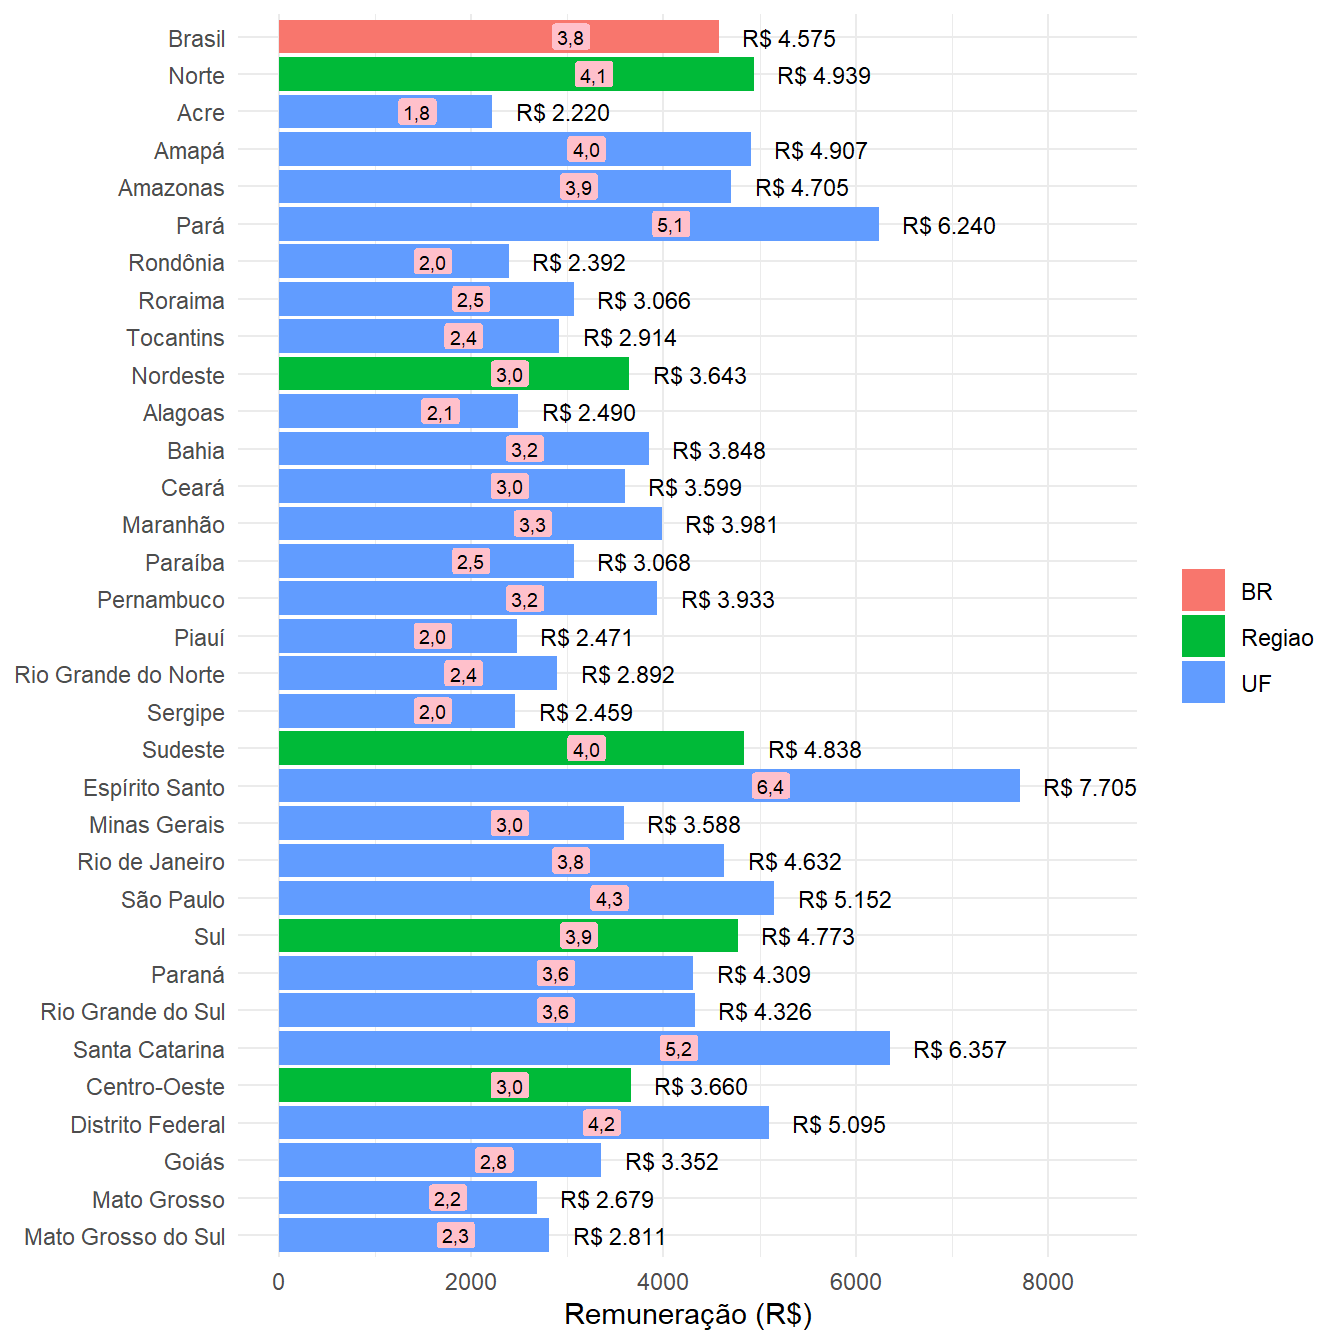 Brasil 3,8 R$ 4.575
Norte 4,1 R$ 4.939
Acre 1,8 R$ 2.220
Amapá 4,0 R$ 4.907
Amazonas 3,9 R$ 4.705
Pará 5,1 R$ 6.240
Rondônia 2,0 R$ 2.392
Roraima 2,5 R$ 3.066
Tocantins 2,4 R$ 2.914
Nordeste 3,0 R$ 3.643
Alagoas 2,1 R$ 2.490
Bahia 3,2 R$ 3.848
Ceará 3,0 R$ 3.599
Maranhão 3,3 R$ 3.981
Paraíba 2,5 R$ 3.068
Pernambuco 3,2 R$ 3.933
Piauí 2,0 R$ 2.471
Rio Grande do Norte 2,4 R$ 2.892
Sergipe 2,0 R$ 2.459
Sudeste 4,0 R$ 4.838
Espírito Santo 6,4 R$ 7.705
Minas Gerais 3,0 R$ 3.588
Rio de Janeiro 3,8 R$ 4.632
São Paulo 4,3 R$ 5.152
Sul 3,9 R$ 4.773
Paraná 3,6 R$ 4.309
Rio Grande do Sul 3,6 R$ 4.326
Santa Catarina 5,2 R$ 6.357
Centro-Oeste 3,0 R$ 3.660
Distrito Federal 4,2 R$ 5.095
Goiás 2,8 R$ 3.352
Mato Grosso 2,2 R$ 2.679
Mato Grosso do Sul 2,3 R$ 2.811
0 2000 4000 6000 8000
Remuneração (R$)
BR
Regiao
UF